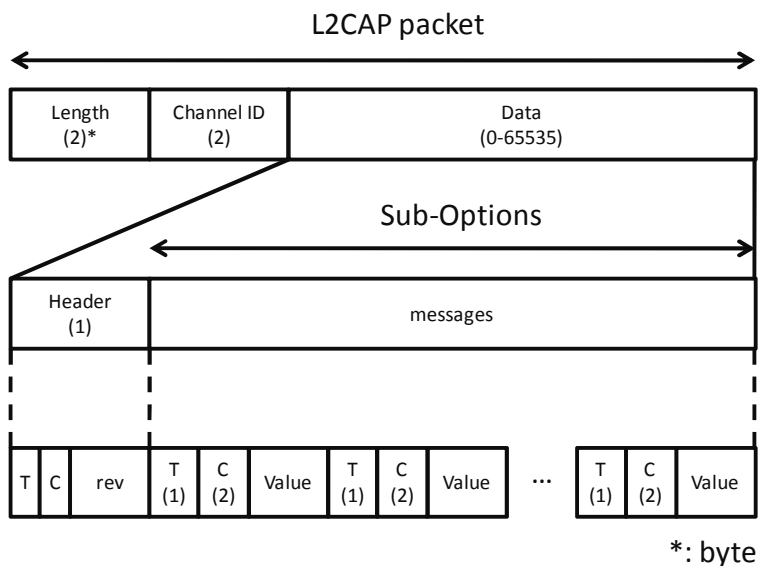 L2CAP packet
Length
(2)*
Channel ID
(2)
Data
(0-65535)
Sub-Options
Header
(1)
messages
T
C
rev
T
(1)
C
(2)
Value
T
(1)
C
(2)
Value
...
T
(1)
C
(2)
Value
*: byte